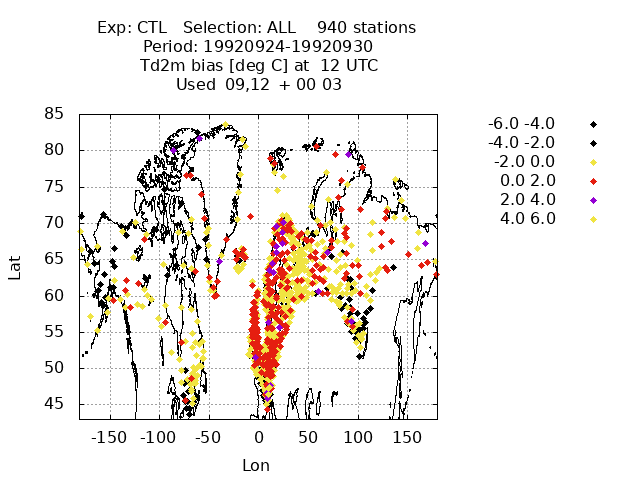 Exp: CTL Selection: ALL 940 stations
Period: 19920924-19920930
Td2m bias [deg C] at 12 UTC
Used 09,12 + 00 03
85
80
75
70
65
60
55
50
45
Lat
-150 -100 -50 0 50 100 150
Lon
-6.0 -4.0
-4.0 -2.0
-2.0 0.0
0.0 2.0
2.0 4.0
4.0 6.0